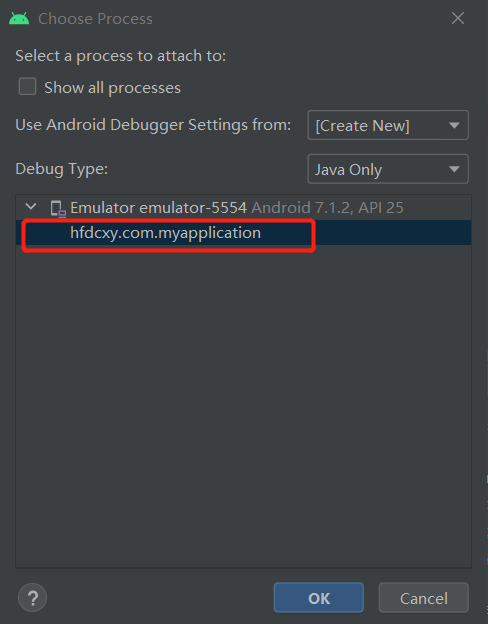 Choose Process
Select a process to attach to:
Show all processes
Use Android Debugger Settings from: [Create New]
Debug Type: Java Only
Emulator emulator-5554 Android 7.1.2, API 25
hfdcxy.com.myapplication
? OK Cancel